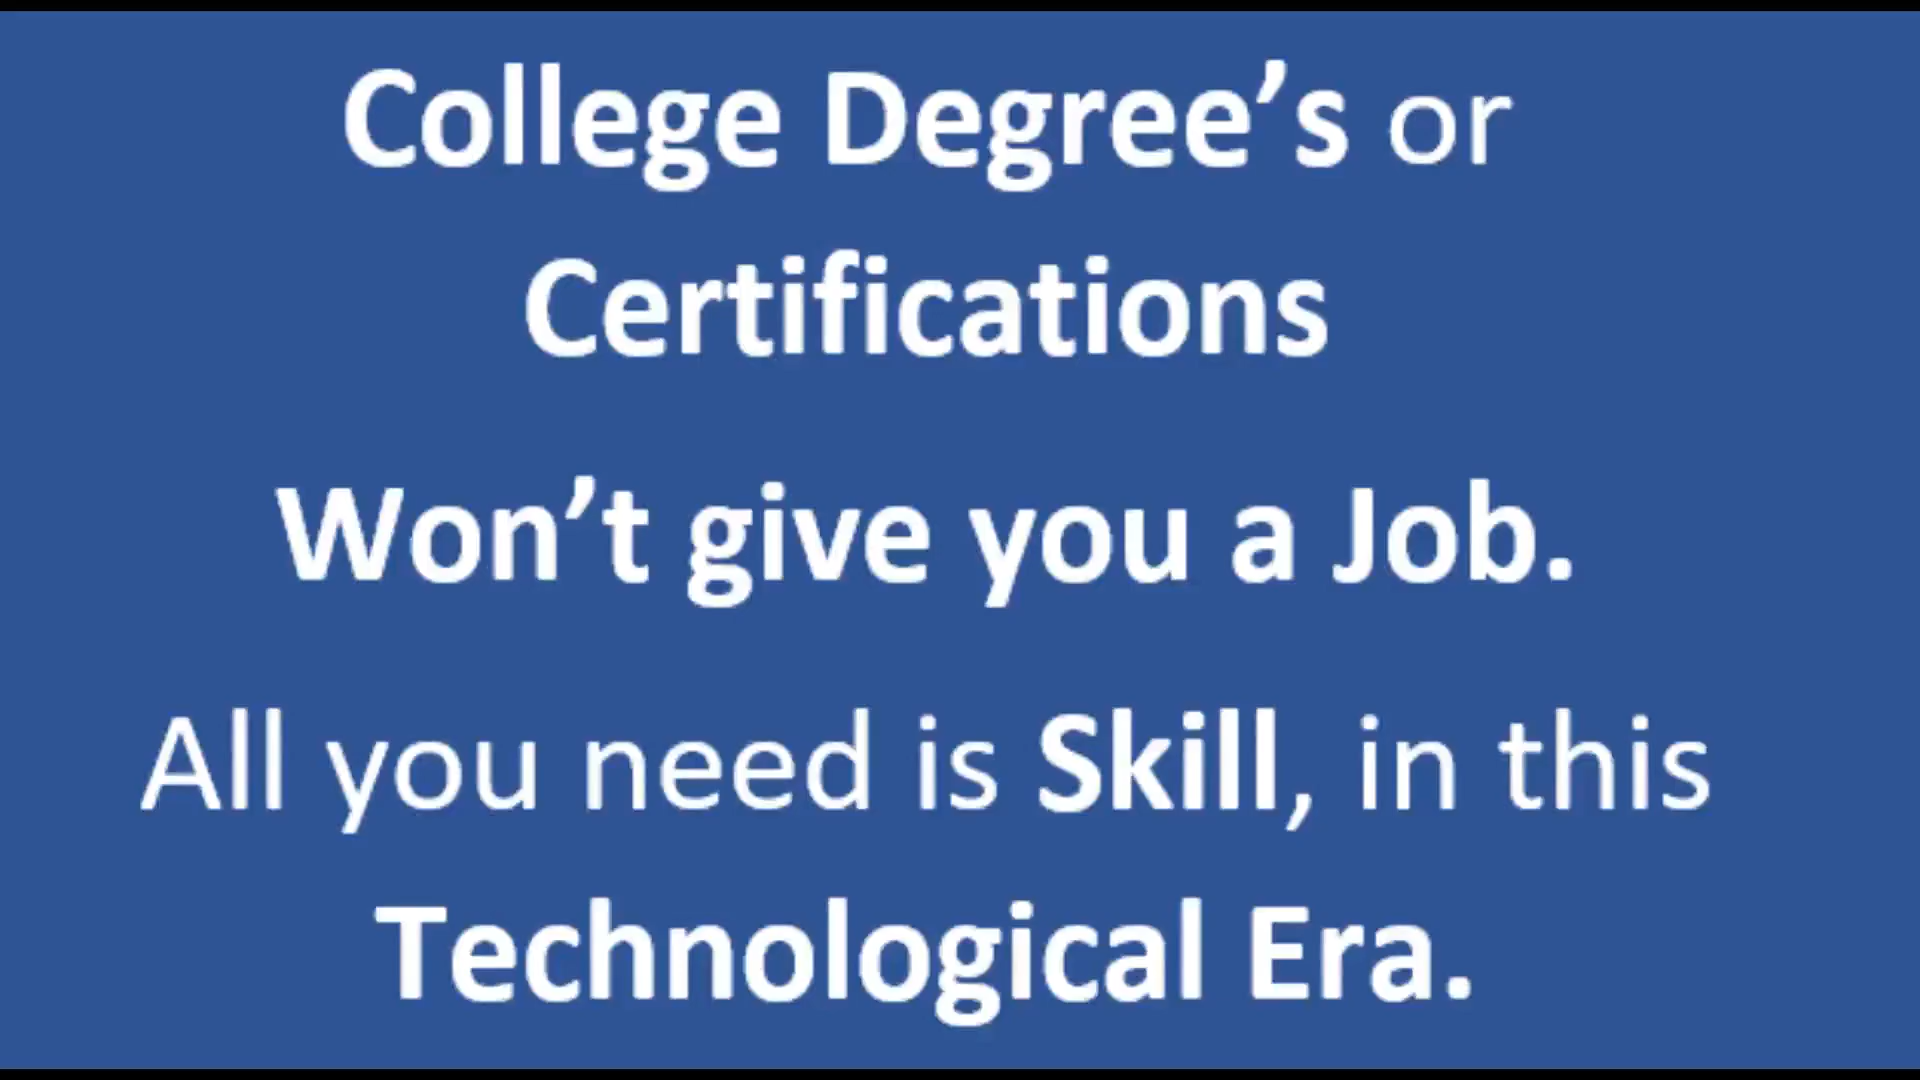 College Degree’s or
Certifications
Won’t give you a Job.
All you need is Skill, in this
Technological Era.